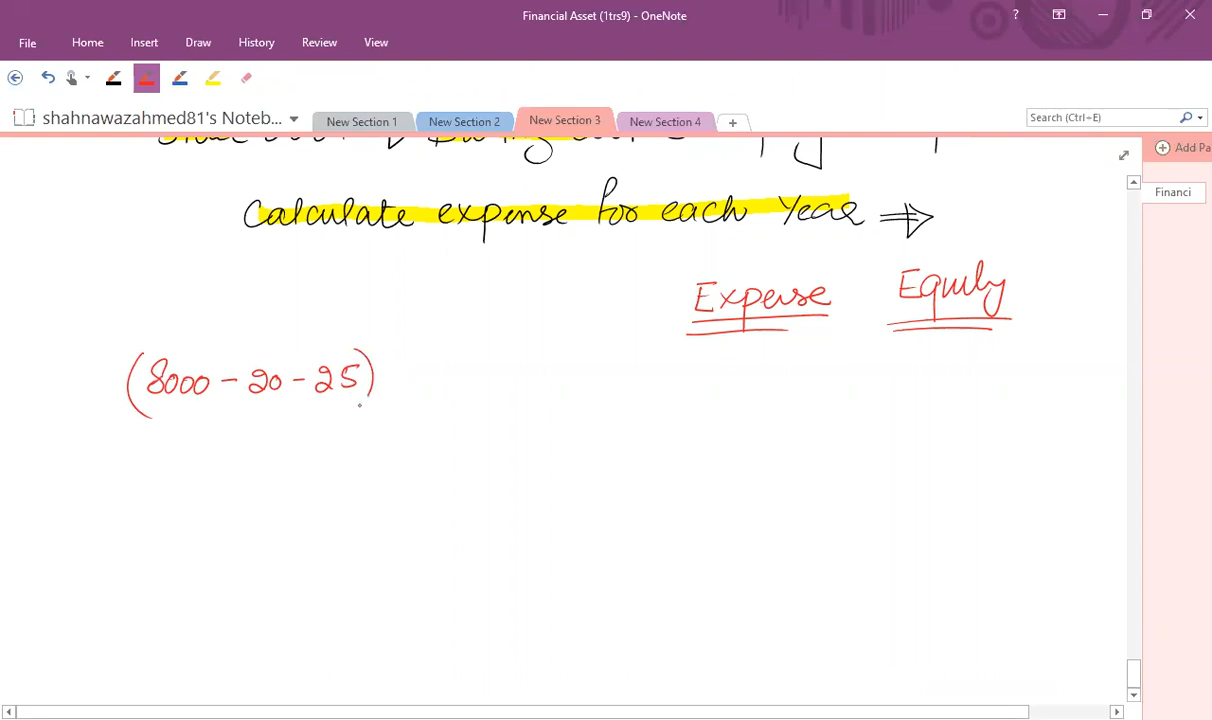 Financial Asset (1trs9) - OneNote
?
File Home Insert Draw History Review View
shahnawazahmed81's Noteb... New Section 1 New Section 2 New Section 3 New Section 4 + Search (Ctrl+E)
Add Pa
Calculate expense for each Year ⇒
Financi
Expense Equity
(8000 - 20 - 25)